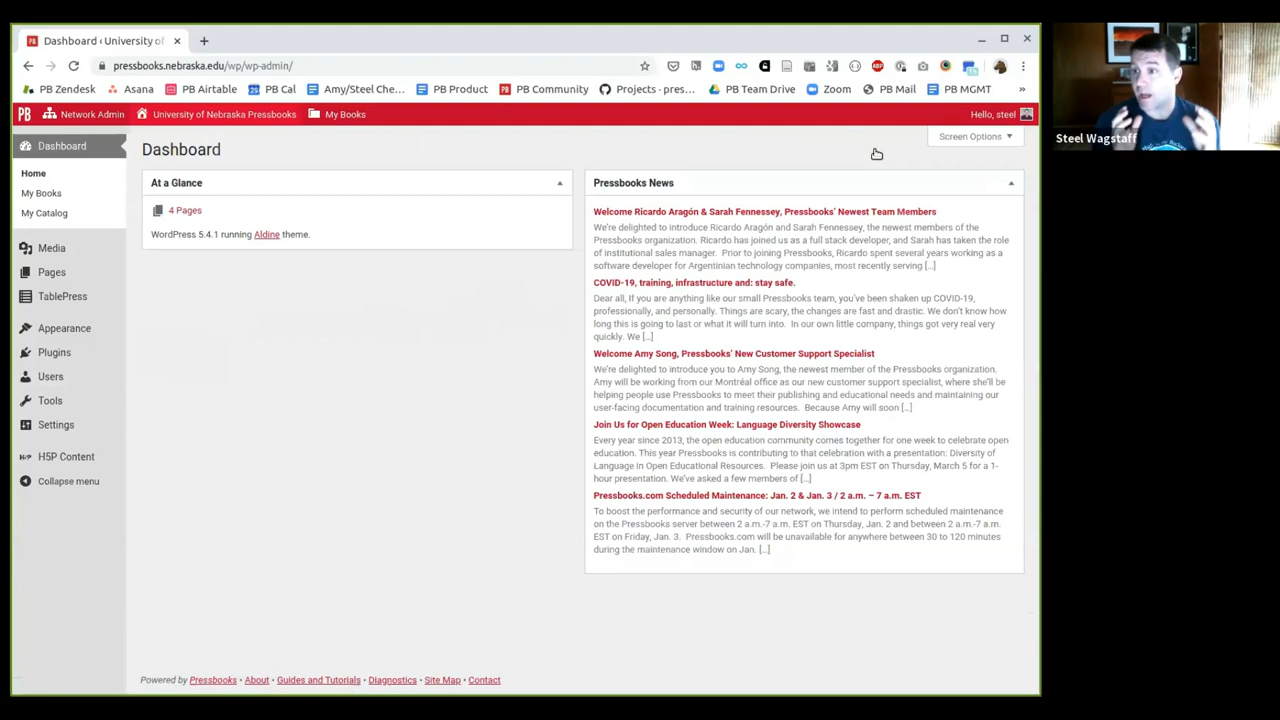 Dashboard ‹ University of
pressbooks.nebraska.edu/wp/wp-admin/
PB Zendesk
Asana
PB Airtable
PB Cal
Amy/Steel Che...
PB Product
PB Community
Projects · pres...
PB Team Drive
Zoom
PB Mail
PB MGMT
»
PB
Network Admin
University of Nebraska Pressbooks
My Books
Hello, steel
Steel Wagstaff
Screen Options
Dashboard
Home
My Books
My Catalog
Media
Pages
TablePress
Appearance
Plugins
Users
Tools
Settings
H5P Content
Collapse menu
Dashboard
At a Glance
4 Pages
WordPress 5.4.1 running Aldine theme.
Pressbooks News
Welcome Ricardo Aragón & Sarah Fennessey, Pressbooks' Newest Team Members
We're delighted to introduce Ricardo Aragón and Sarah Fennessey, the newest members of the
Pressbooks organization. Ricardo has joined us as a full stack developer, and Sarah has taken the role
of institutional sales manager. Prior to joining Pressbooks, Ricardo spent several years working as a
software developer for Argentinian technology companies, most recently serving [...]
COVID-19, training, infrastructure and: stay safe.
Dear all, If you are anything like our small Pressbooks team, you've been shaken up COVID-19,
professionally, and personally. Things are scary, the changes are fast and drastic. We don't know how
long this is going to last or what it will turn into. In our own little company, things got very real very
quickly. We [...]
Welcome Amy Song, Pressbooks' New Customer Support Specialist
We're delighted to introduce you to Amy Song, the newest member of the Pressbooks organization.
Amy will be working from our Montréal office as our new customer support specialist, where she'll be
helping people use Pressbooks to meet their publishing and educational needs and maintaining our
user-facing documentation and training resources. Because Amy will soon [...]
Join Us for Open Education Week: Language Diversity Showcase
Every year since 2013, the open education community comes together for one week to celebrate open
education. This year Pressbooks is contributing to that celebration with a presentation: Diversity of
Language in Open Educational Resources. Please join us at 3pm EST on Thursday, March 5 for a 1-
hour presentation. We've asked a few members of [...]
Pressbooks.com Scheduled Maintenance: Jan. 2 & Jan. 3 / 2 a.m. – 7 a.m. EST
To boost the performance and security of our network, we intend to perform scheduled maintenance
on the Pressbooks server between 2 a.m.-7 a.m. EST on Thursday, Jan. 2 and between 2 a.m.-7 a.m.
EST on Friday, Jan. 3. Pressbooks.com will be unavailable for anywhere between 30 to 120 minutes
during the maintenance window on Jan. [...]
Powered by Pressbooks • About • Guides and Tutorials • Diagnostics • Site Map • Contact